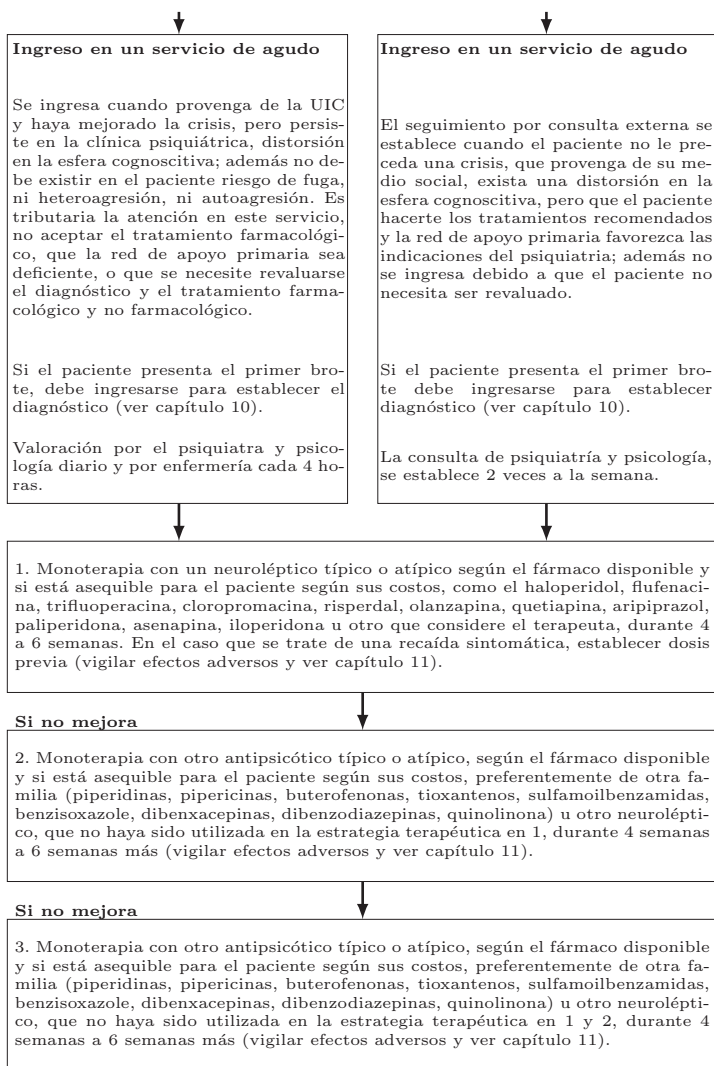 Ingreso en un servicio de agudo
Se ingresa cuando provenga de la UIC
y haya mejorado la crisis, pero persis-
te en la clínica psiquiátrica, distorsión
en la esfera cognoscitiva; además no de-
be existir en el paciente riesgo de fuga,
ni heteroagresión, ni autoagresión. Es
tributaria la atención en este servicio,
no aceptar el tratamiento farmacológi-
co, que la red de apoyo primaria sea
deficiente, o que se necesite revaluarse
el diagnóstico y el tratamiento farma-
cológico y no farmacológico.
Si el paciente presenta el primer bro-
te, debe ingresarse para establecer el
diagnóstico (ver capítulo 10).
Valoración por el psiquiatra y psico-
logía diario y por enfermería cada 4 ho-
ras.
Ingreso en un servicio de agudo
El seguimiento por consulta externa se
establece cuando el paciente no le pre-
ceda una crisis, que provenga de su me-
dio social, exista una distorsión en la
esfera cognoscitiva, pero que el paciente
hacerte los tratamientos recomendados
y la red de apoyo primaria favorezca las
indicaciones del psiquiatria; además no
se ingresa debido a que el paciente no
necesita ser revaluado.
Si el paciente presenta el primer bro-
te debe ingresarse para establecer
diagnóstico (ver capítulo 10).
La consulta de psiquiatría y psicología,
se establece 2 veces a la semana.
1. Monoterapia con un neuroléptico típico o atípico según el fármaco disponible y
si está asequible para el paciente según sus costos, como el haloperidol, flufenaci-
na, trifluoperacina, cloropromacina, risperdal, olanzapina, quetiapina, aripiprazol,
paliperidona, asenapina, iloperidona u otro que considere el terapeuta, durante 4
a 6 semanas. En el caso que se trate de una recaída sintomática, establecer dosis
previa (vigilar efectos adversos y ver capítulo 11).
Si no mejora
2. Monoterapia con otro antipsicótico típico o atípico, según el fármaco disponible
y si está asequible para el paciente según sus costos, preferentemente de otra fa-
milia (piperidinas, pipericinas, buterofenonas, tioxantenos, sulfamoilbenzamidas,
benzisoxazole, dibenxacepinas, dibenzodiazepinas, quinolinona) u otro neurolépti-
co, que no haya sido utilizada en la estrategia terapéutica en 1, durante 4 semanas
a 6 semanas más (vigilar efectos adversos y ver capítulo 11).
Si no mejora
3. Monoterapia con otro antipsicótico típico o atípico, según el fármaco disponible
y si está asequible para el paciente según sus costos, preferentemente de otra fa-
milia (piperidinas, pipericinas, buterofenonas, tioxantenos, sulfamoilbenzamidas,
benzisoxazole, dibenxacepinas, dibenzodiazepinas, quinolinona) u otro neurolépti-
co, que no haya sido utilizada en la estrategia terapéutica en 1 y 2, durante 4
semanas a 6 semanas más (vigilar efectos adversos y ver capítulo 11).